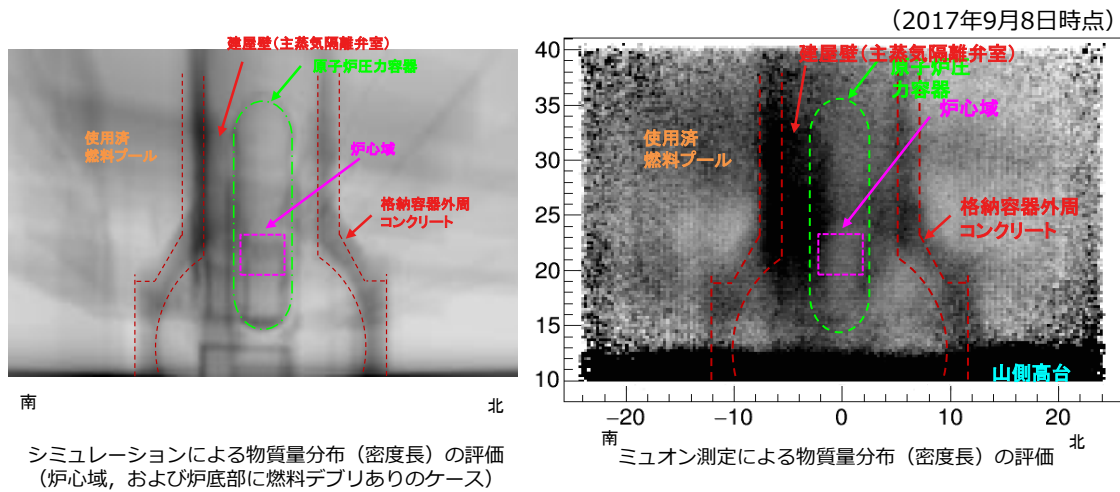 （2017年9月8日時点）
建屋壁（主蒸気隔離弁室）
原子炉圧力容器
使用済
燃料プール
炉心域
格納容器外周
コンクリート
南
北
シミュレーションによる物質量分布（密度長）の評価
（炉心域，および炉底部に燃料デブリありのケース）
建屋壁（主蒸気隔離弁室）
原子炉圧
力容器
炉心域
使用済
燃料プール
格納容器外周
コンクリート
山側高台
40
35
30
25
20
15
10
−20 −10 0 10 20
南
北
ミュオン測定による物質量分布（密度長）の評価